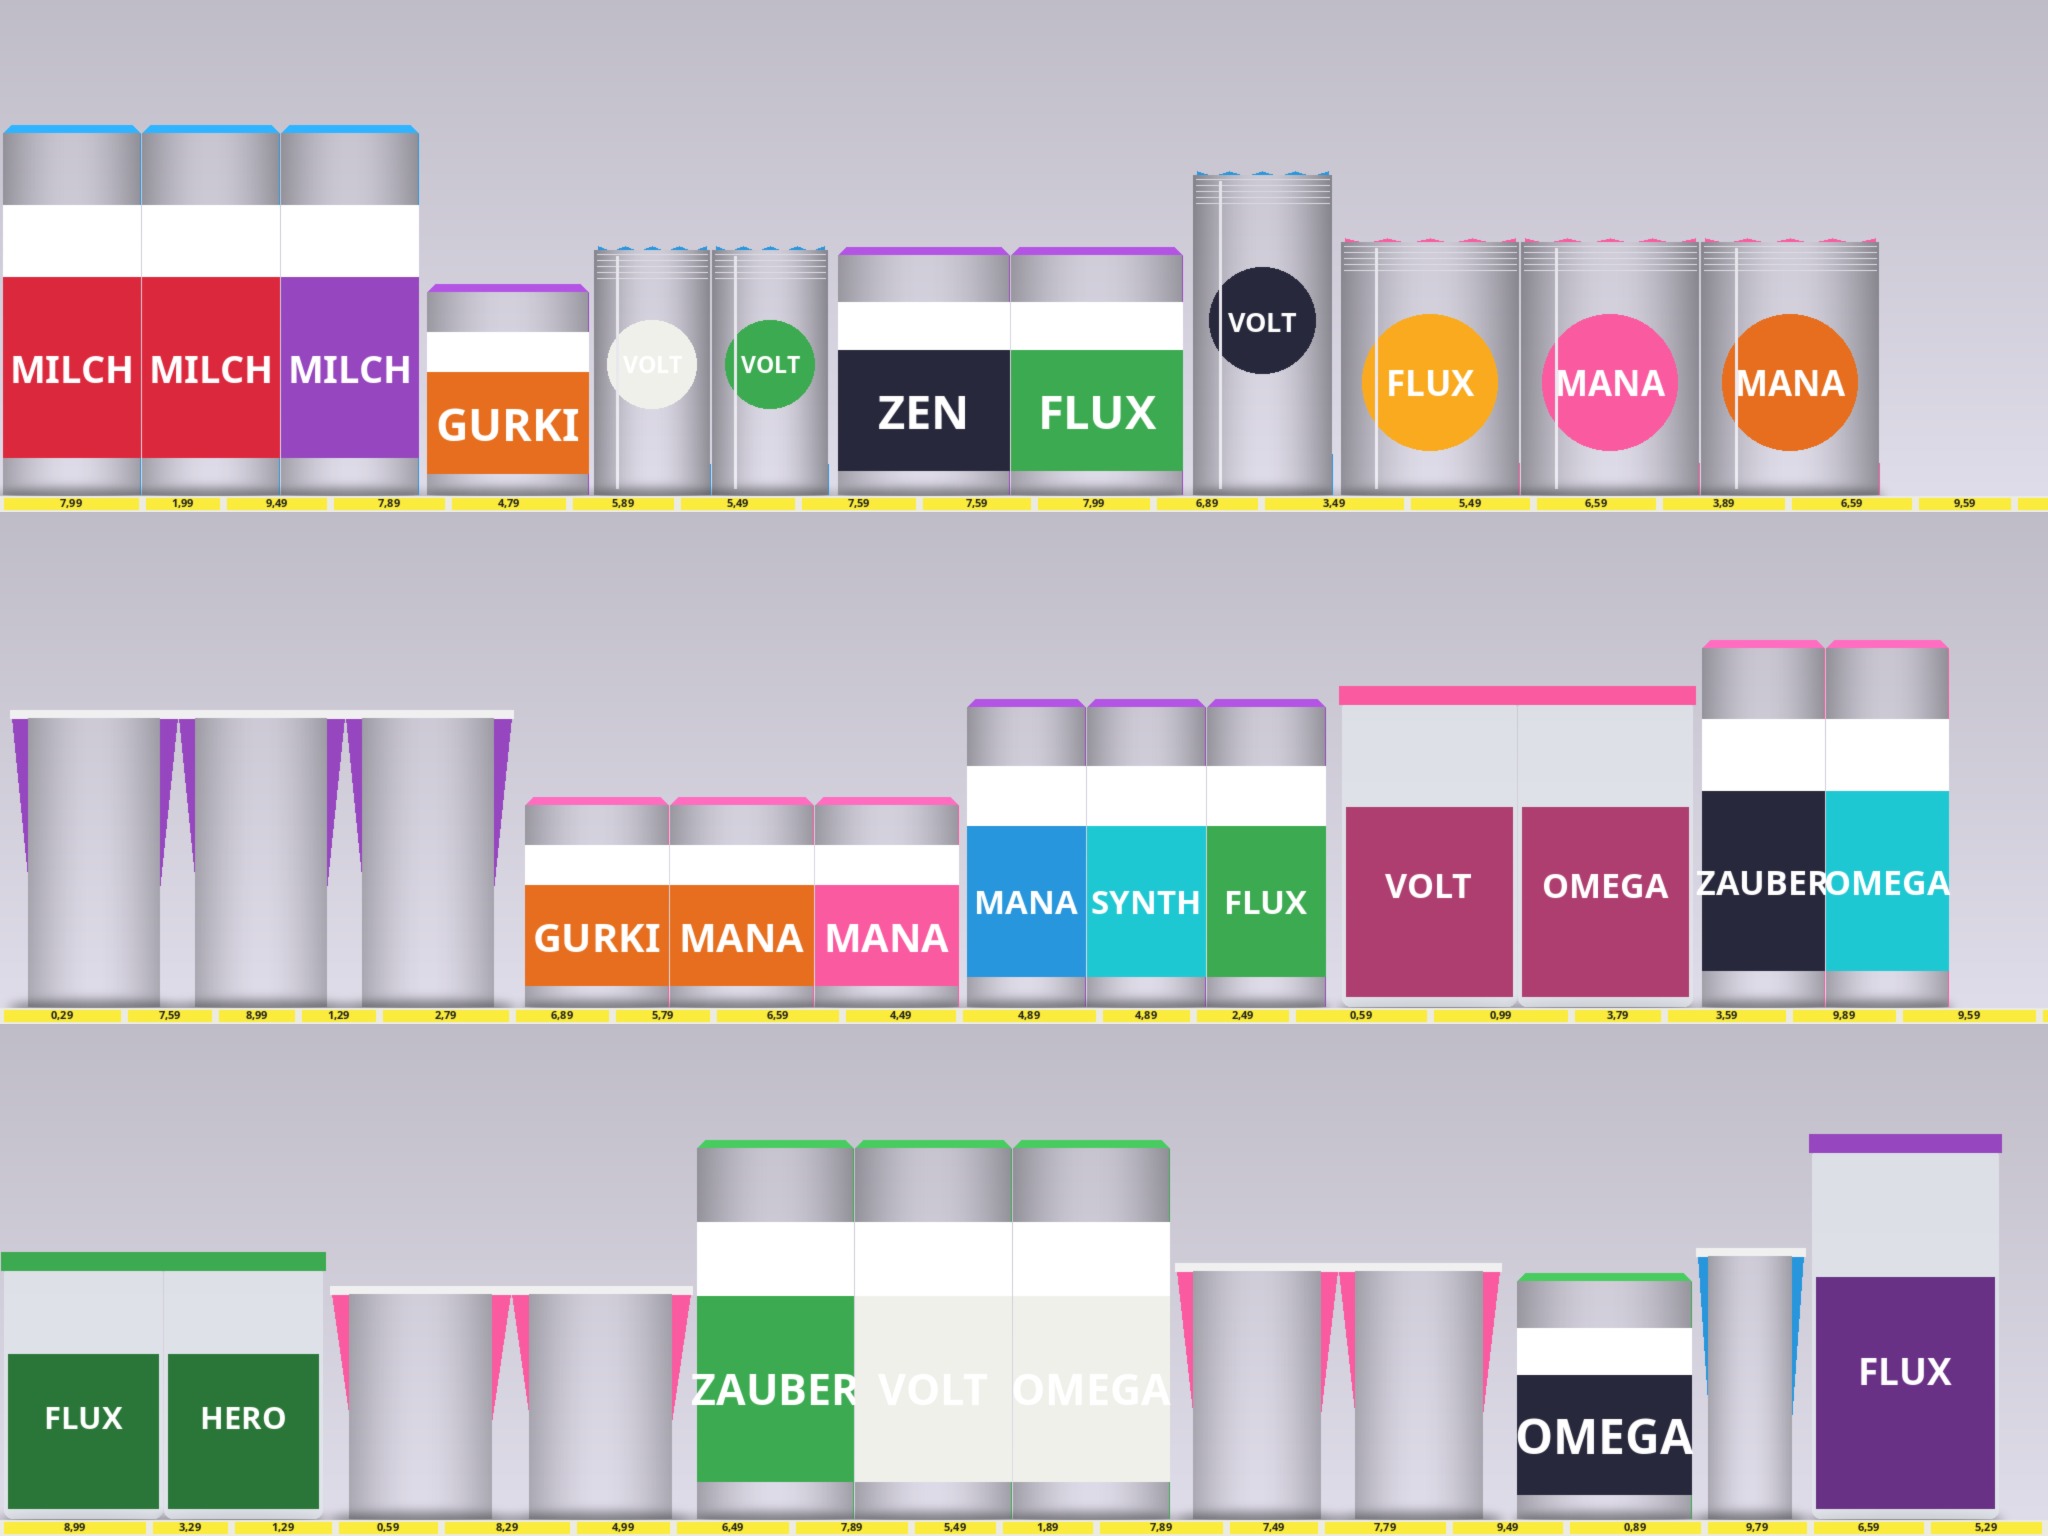 MILCH MILCH MILCH GURKI VOLT VOLT ZEN FLUX VOLT FLUX MANA MANA
7,99 1,99 9,49 7,89 4,79 5,89 5,49 7,59 7,59 7,99 6,89 3,49 5,49 6,59 3,89 6,59 9,59
GURKI MANA MANA MANA SYNTH FLUX VOLT OMEGA ZAUBER OMEGA
0,29 7,59 8,99 1,29 2,79 6,89 5,79 6,59 4,49 4,89 4,89 2,49 0,59 0,99 3,79 3,59 9,89 9,59
FLUX HERO ZAUBER VOLT OMEGA OMEGA FLUX
8,99 3,29 1,29 0,59 8,29 4,99 6,49 7,89 5,49 1,89 7,89 7,49 7,79 9,49 0,89 9,79 6,59 5,29